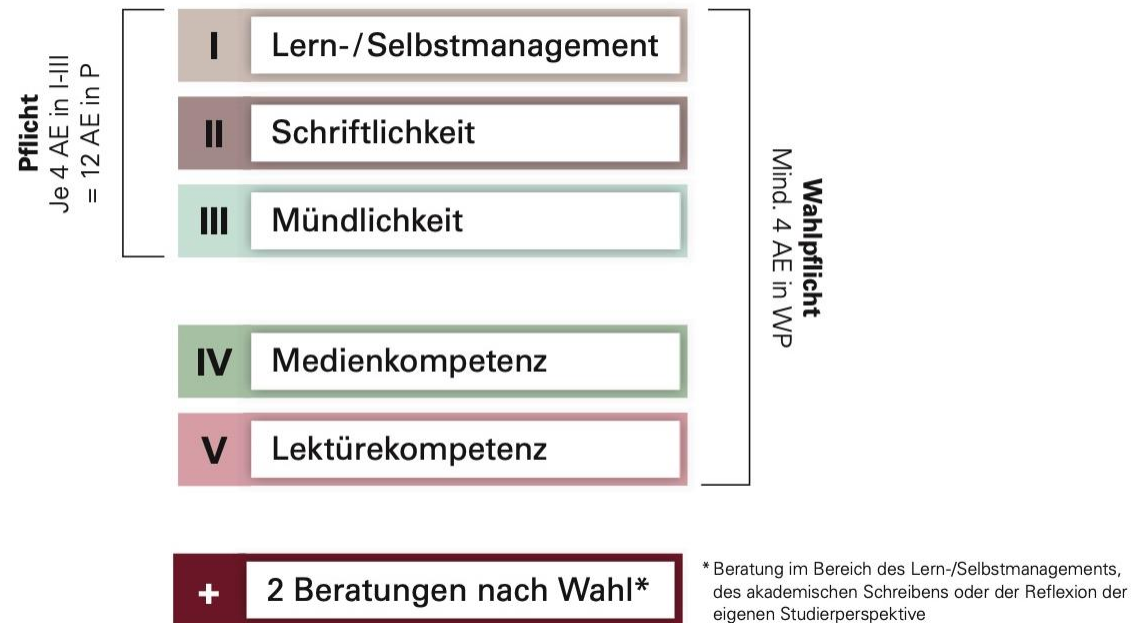 Pflicht
Je 4 AE in I-III
= 12 AE in P
I Lern-/Selbstmanagement
II Schriftlichkeit
III Mündlichkeit
IV Medienkompetenz
V Lektürekompetenz
Wahlpflicht
Mind. 4 AE in WP
+ 2 Beratungen nach Wahl*
* Beratung im Bereich des Lern-/Selbstmanagements,
des akademischen Schreibens oder der Reflexion der
eigenen Studierperspektive